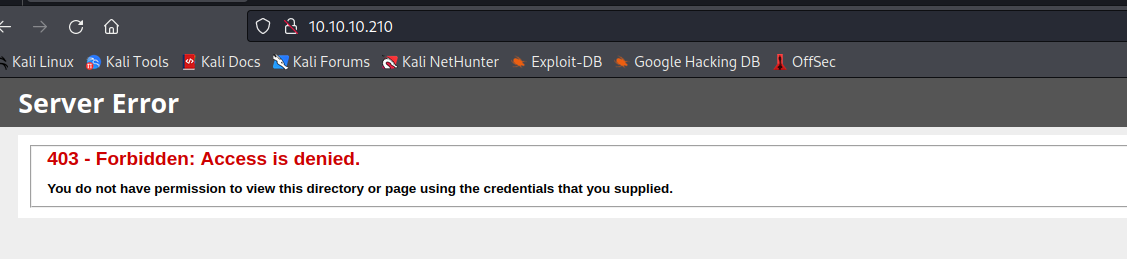 10.10.10.210
Kali Linux Kali Tools Kali Docs Kali Forums Kali NetHunter Exploit-DB Google Hacking DB OffSec
Server Error
403 - Forbidden: Access is denied.
You do not have permission to view this directory or page using the credentials that you supplied.